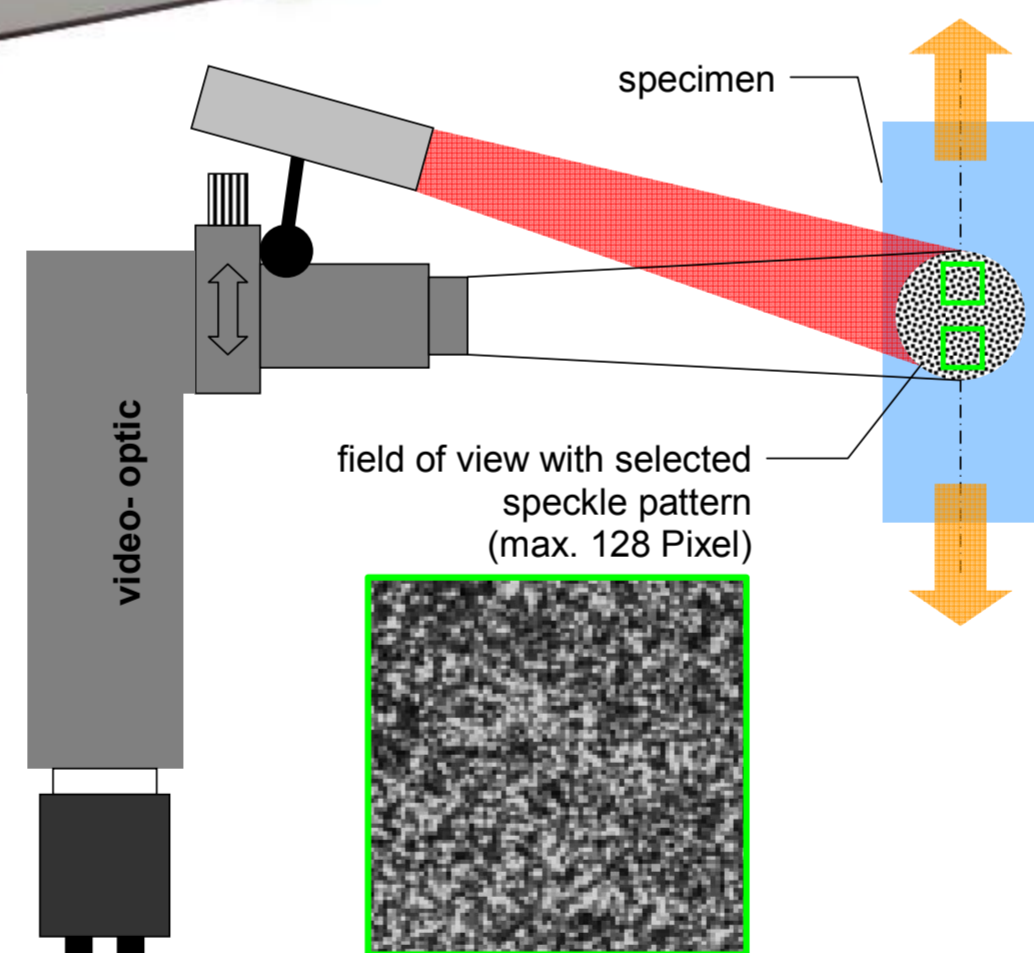 specimen
video- optic
field of view with selected
speckle pattern
(max. 128 Pixel)